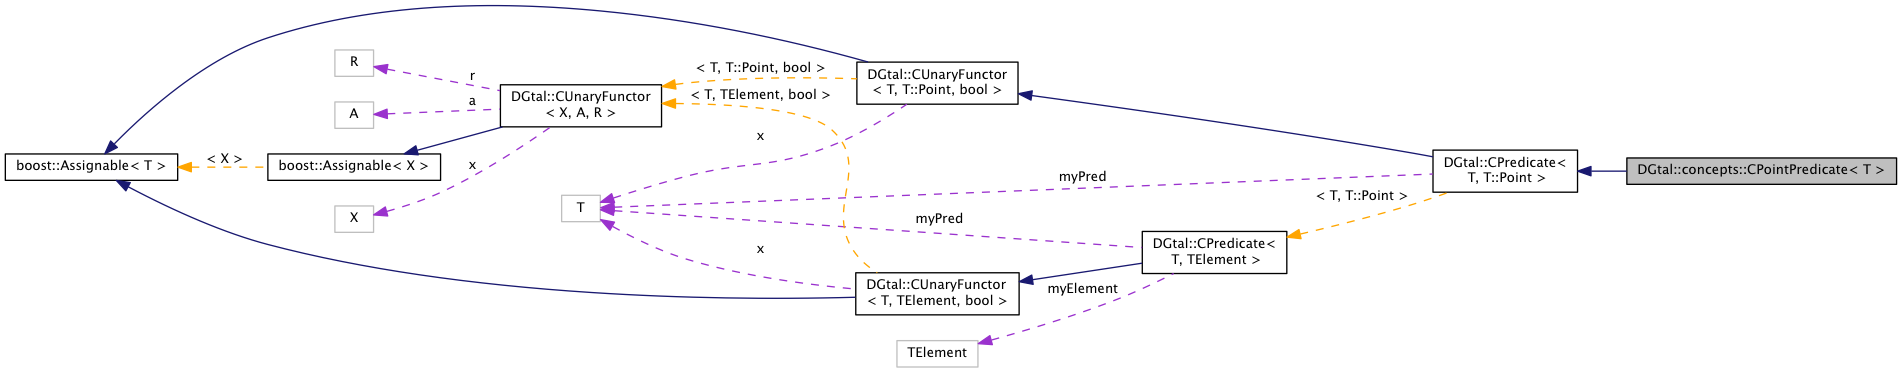 R
r
a
A
DGtal::CUnaryFunctor
< X, A, R >
< T, T::Point, bool >
< T, TElement, bool >
DGtal::CUnaryFunctor
< T, T::Point, bool >
boost::Assignable< T >
< X >
boost::Assignable< X >
x
X
x
T
x
myPred
myPred
DGtal::CPredicate<
T, T::Point >
DGtal::concepts::CPointPredicate< T >
< T, T::Point >
DGtal::CPredicate<
T, TElement >
DGtal::CUnaryFunctor
< T, TElement, bool >
myElement
TElement